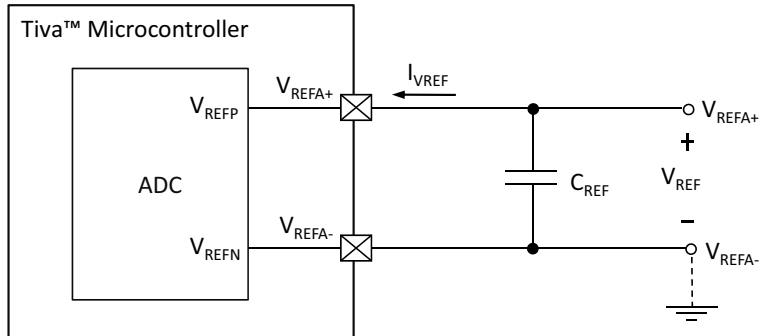 Tiva™ Microcontroller
VREFA+
IVREF
VREFP
VREFA+
+
ADC
CREF
VREF
VREFA-
–
VREFN
VREFA-